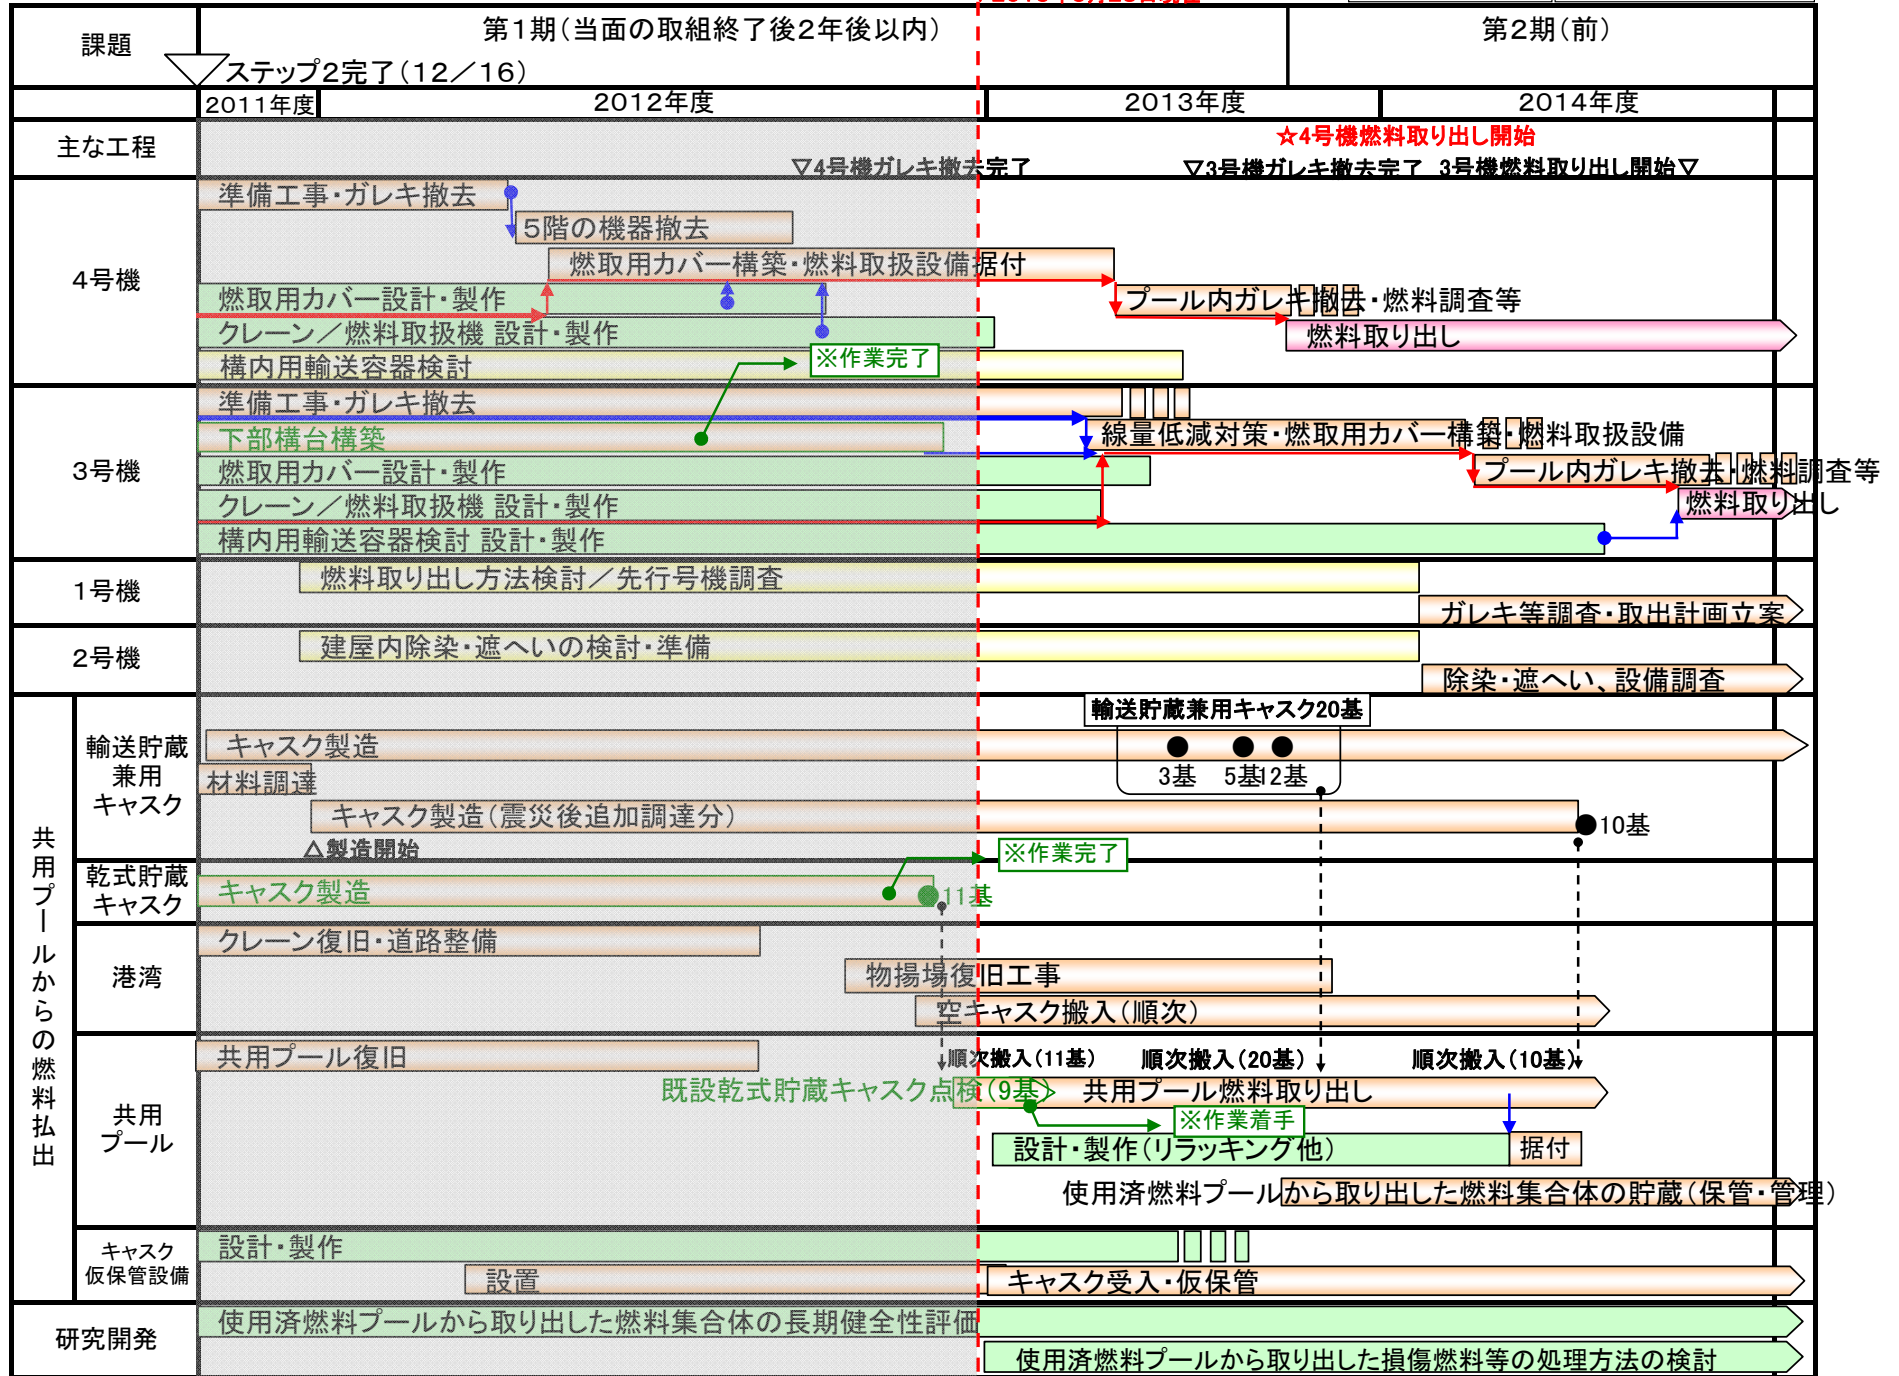 課題
第1期(当面の取組終了後2年後以内)
第2期(前)
ステップ2完了(12/16)
2011年度
2012年度
2013年度
2014年度
主な工程
☆4号機燃料取り出し開始
▽4号機ガレキ撤去完了
▽3号機ガレキ撤去完了
3号機燃料取り出し開始▽
4号機
準備工事・ガレキ撤去
5階の機器撤去
燃取用カバー構築・燃料取扱設備据付
燃取用カバー設計・製作
プール内ガレキ撤去・燃料調査等
クレーン/燃料取扱機 設計・製作
燃料取り出し
構内用輸送容器検討
※作業完了
3号機
準備工事・ガレキ撤去
下部構台構築
線量低減対策・燃取用カバー構築・燃料取扱設備
燃取用カバー設計・製作
プール内ガレキ撤去・燃料調査等
クレーン/燃料取扱機 設計・製作
燃料取り出し
構内用輸送容器検討 設計・製作
1号機
燃料取り出し方法検討/先行号機調査
ガレキ等調査・取出計画立案
2号機
建屋内除染・遮へいの検討・準備
除染・遮へい、設備調査
共用プールからの燃料払出
輸送貯蔵
兼用
キャスク
輸送貯蔵兼用キャスク20基
キャスク製造
3基
5基
12基
材料調達
キャスク製造(震災後追加調達分)
10基
△製造開始
※作業完了
乾式貯蔵
キャスク
キャスク製造
11基
港湾
クレーン復旧・道路整備
物揚場復旧工事
空キャスク搬入(順次)
共用
プール
共用プール復旧
順次搬入(11基)
順次搬入(20基)
順次搬入(10基)
既設乾式貯蔵キャスク点検(9基)
共用プール燃料取り出し
※作業着手
設計・製作(リラッキング他)
据付
使用済燃料プールから取り出した燃料集合体の貯蔵(保管・管理)
キャスク
仮保管設備
設計・製作
設置
キャスク受入・仮保管
研究開発
使用済燃料プールから取り出した燃料集合体の長期健全性評価
使用済燃料プールから取り出した損傷燃料等の処理方法の検討